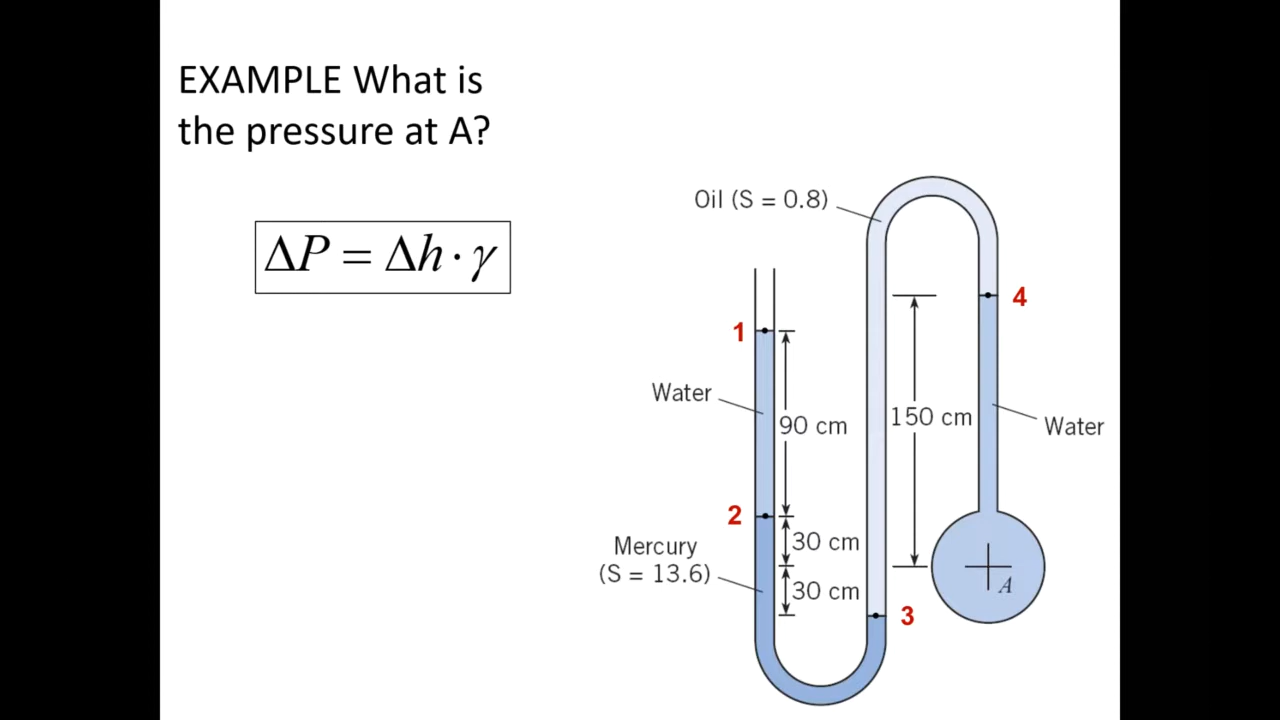 EXAMPLE What is
the pressure at A?
ΔP = Δh · γ
Oil (S = 0.8)
4
1
Water
90 cm
150 cm
Water
2
30 cm
Mercury
(S = 13.6)
30 cm
A
3